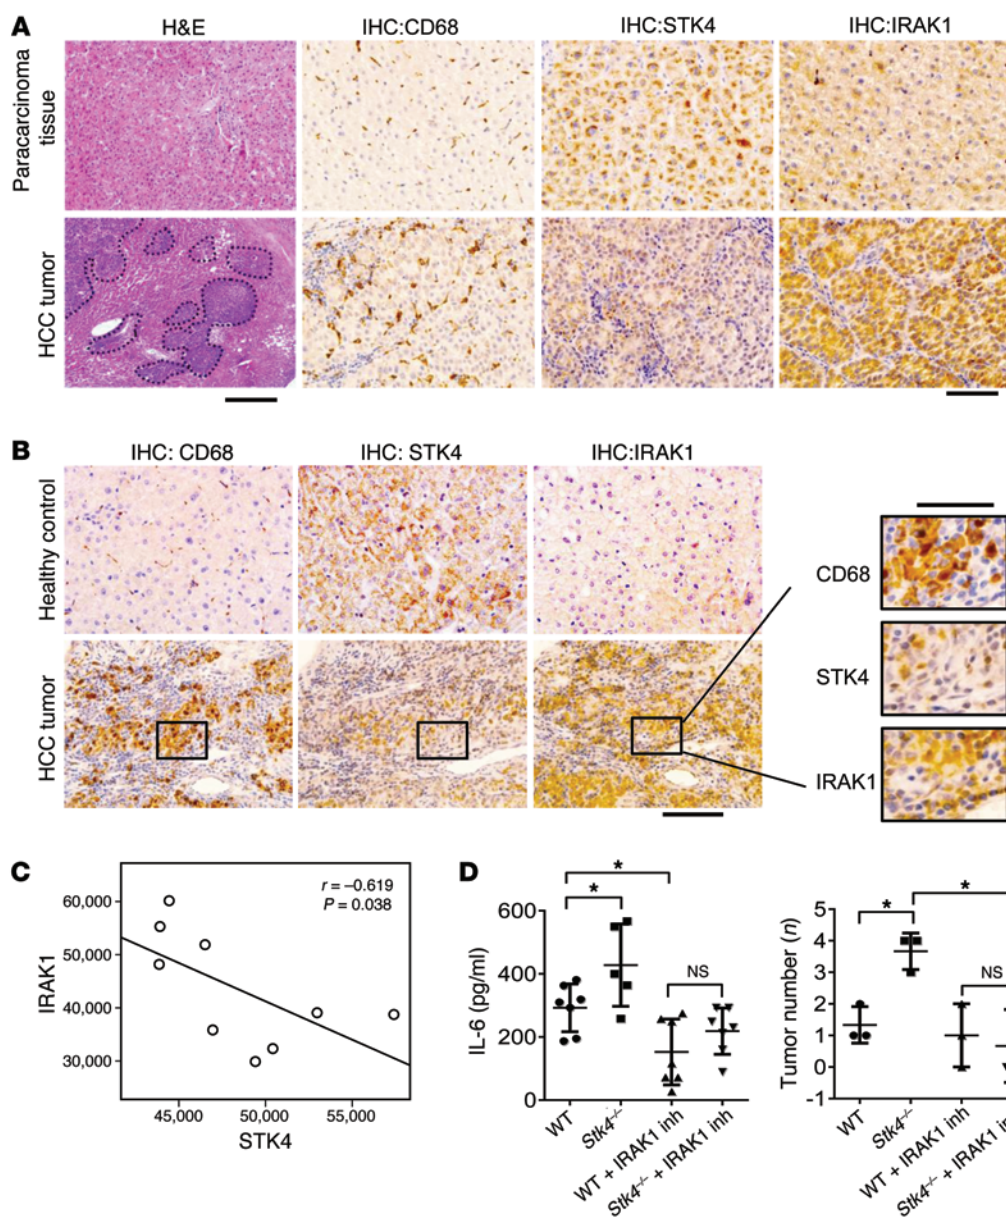 A
H&E
IHC:CD68
IHC:STK4
IHC:IRAK1
Paracarcinoma
tissue
HCC tumor
B
IHC: CD68
IHC: STK4
IHC:IRAK1
Healthy control
HCC tumor
CD68
STK4
IRAK1
C
r = –0.619
P = 0.038
IRAK1
60,000
50,000
40,000
30,000
45,000
50,000
55,000
STK4
D
IL-6 (pg/ml)
600
400
200
0
*
*
NS
WT
Stk4–/–
WT + IRAK1 inh
Stk4–/– + IRAK1 inh
Tumor number (n)
5
4
3
2
1
0
-1
*
*
NS
WT
Stk4–/–
WT + IRAK1 inh
Stk4–/– + IRAK1 in